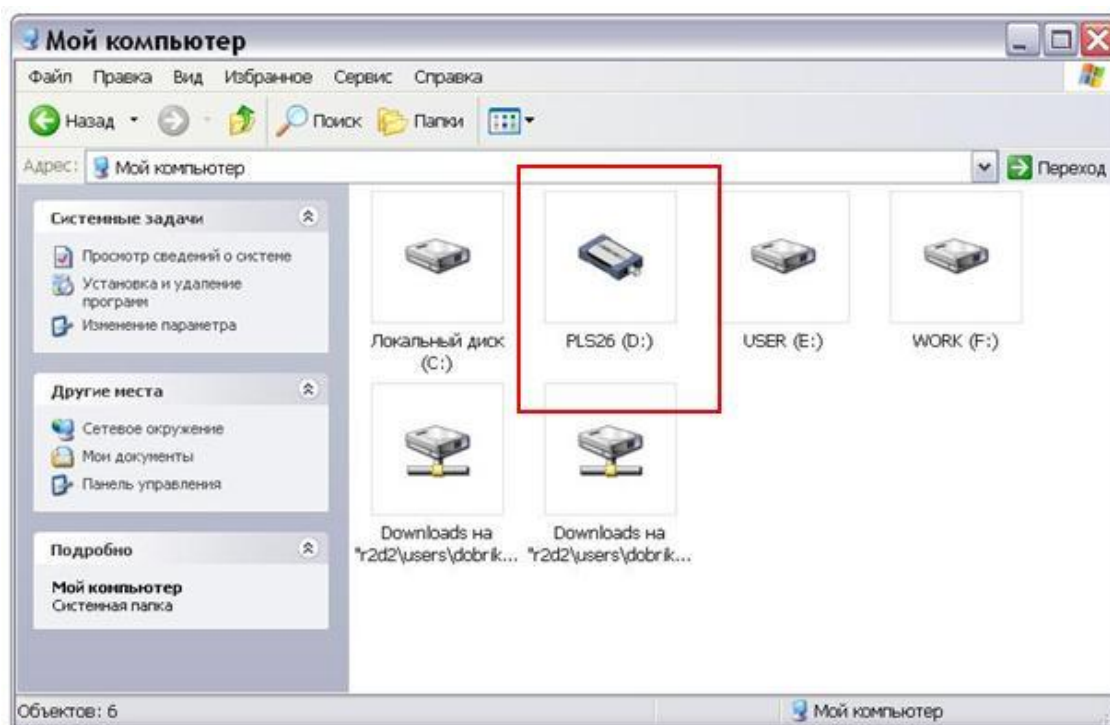 Мой компьютер
Файл Правка Вид Избранное Сервис Справка
Назад Поиск Папки
Адрес: Мой компьютер Переход
Системные задачи
Просмотр сведений о системе
Установка и удаление
программ
Изменение параметра
Другие места
Сетевое окружение
Мои документы
Панель управления
Подробно
Мой компьютер
Системная папка
Локальный диск
(C:)
PLS26 (D:)
USER (E:)
WORK (F:)
Downloads на
"r2d2\users\dobrik...
Downloads на
"r2d2\users\dobrik...
Объектов: 6
Мой компьютер